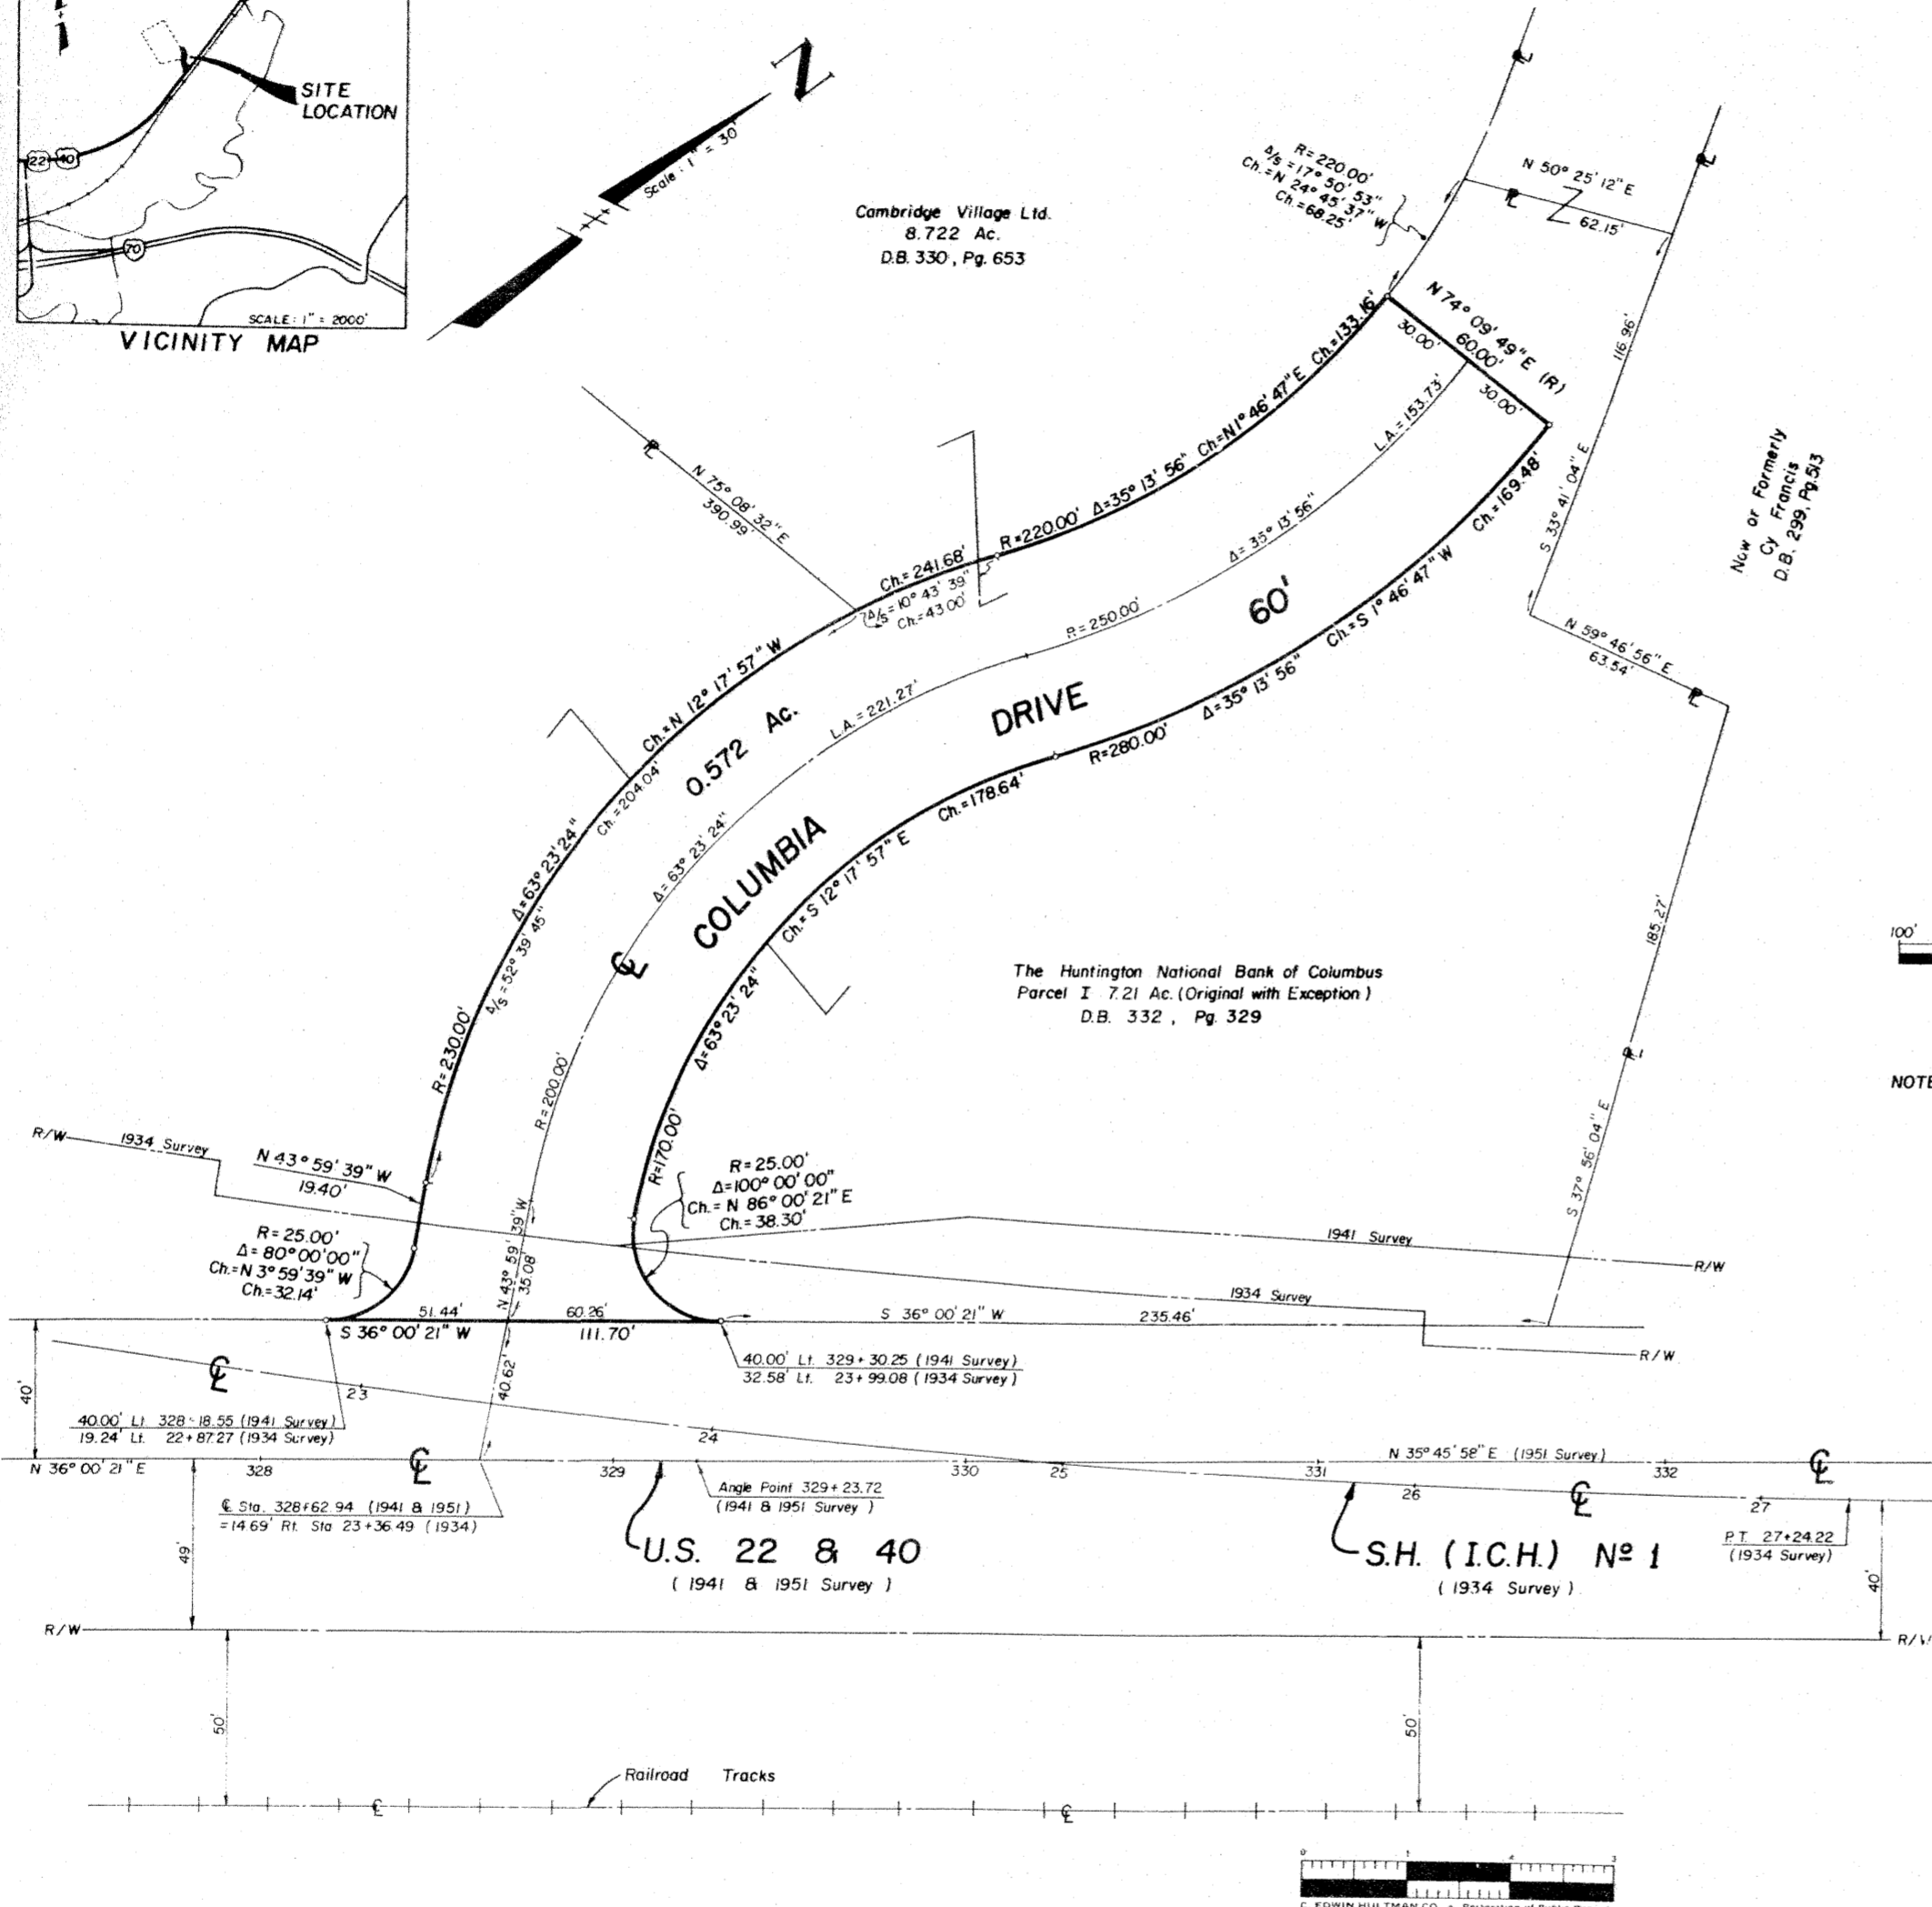 SITE
LOCATION
22 40
70
SCALE: 1" = 2000'
VICINITY MAP
N
Scale: 1" = 30'
Cambridge Village Ltd.
8.722 Ac.
D.B. 330, Pg. 653
R=220.00'
Δ/s=17° 50' 53"
Ch.=N 24° 45' 37" W
Ch.=68.25'
N 50° 25' 12" E
62.15'
N 74° 09' 49" E (R)
60.00'
30.00'
30.00'
116.96'
S 33° 41' 04" E
Now or Formerly
Cy Francis
D.B. 299, Pg. 513
N 59° 46' 56" E
63.54'
185.27'
S 37° 56' 04" E
100'
NOTE
N 75° 08' 32" E
390.99'
R=220.00' Δ=35° 13' 56" Ch=N 1° 46' 47" E Ch.=133.16'
L.A.=153.73'
Δ=35° 13' 56"
R=250.00'
60'
Ch.=169.48'
Ch.=S 1° 46' 47" W
Δ=35° 13' 56"
R=280.00'
Ch.=241.68'
Δ/s=10° 43' 39"
Ch.=43.00'
Ch.=N 12° 17' 57" W
Ch.=204.04'
Δ=63° 23' 24"
Δ/s=52° 39' 45"
R=230.00'
0.572 Ac.
L.A.=221.27'
Δ=63° 23' 24"
R=200.00'
COLUMBIA DRIVE
Ch.=178.64'
Ch.=S 12° 17' 57" E
Δ=63° 23' 24"
R=170.00'
The Huntington National Bank of Columbus
Parcel I 7.21 Ac. (Original with Exception)
D.B. 332, Pg. 329
R/W 1934 Survey
N 43° 59' 39" W
19.40'
R=25.00'
Δ=80°00'00"
Ch.=N 3° 59' 39" W
Ch.=32.14'
R=25.00'
Δ=100° 00' 00"
Ch.=N 86° 00' 21" E
Ch.=38.30'
N 43° 59' 39" W
35.08'
1941 Survey R/W
1934 Survey
R/W
51.44' 60.26'
S 36° 00' 21" W 111.70'
S 36° 00' 21" W 235.46'
40.62'
40.00' Lt. 329+30.25 (1941 Survey)
32.58' Lt. 23+99.08 (1934 Survey)
40'
23
40.00' Lt. 328+18.55 (1941 Survey)
19.24' Lt. 22+87.27 (1934 Survey)
24
N 36° 00' 21" E
328
329
330
25
331
N 35° 45' 58" E (1951 Survey)
332
26
27
℄ Sta. 328+62.94 (1941 & 1951)
=14.69' Rt. Sta 23+36.49 (1934)
Angle Point 329+23.72
(1941 & 1951 Survey)
P.T. 27+24.22
(1934 Survey)
U.S. 22 & 40
(1941 & 1951 Survey)
S.H. (I.C.H.) Nº 1
(1934 Survey)
49'
40'
R/W
R/W
50'
50'
Railroad Tracks